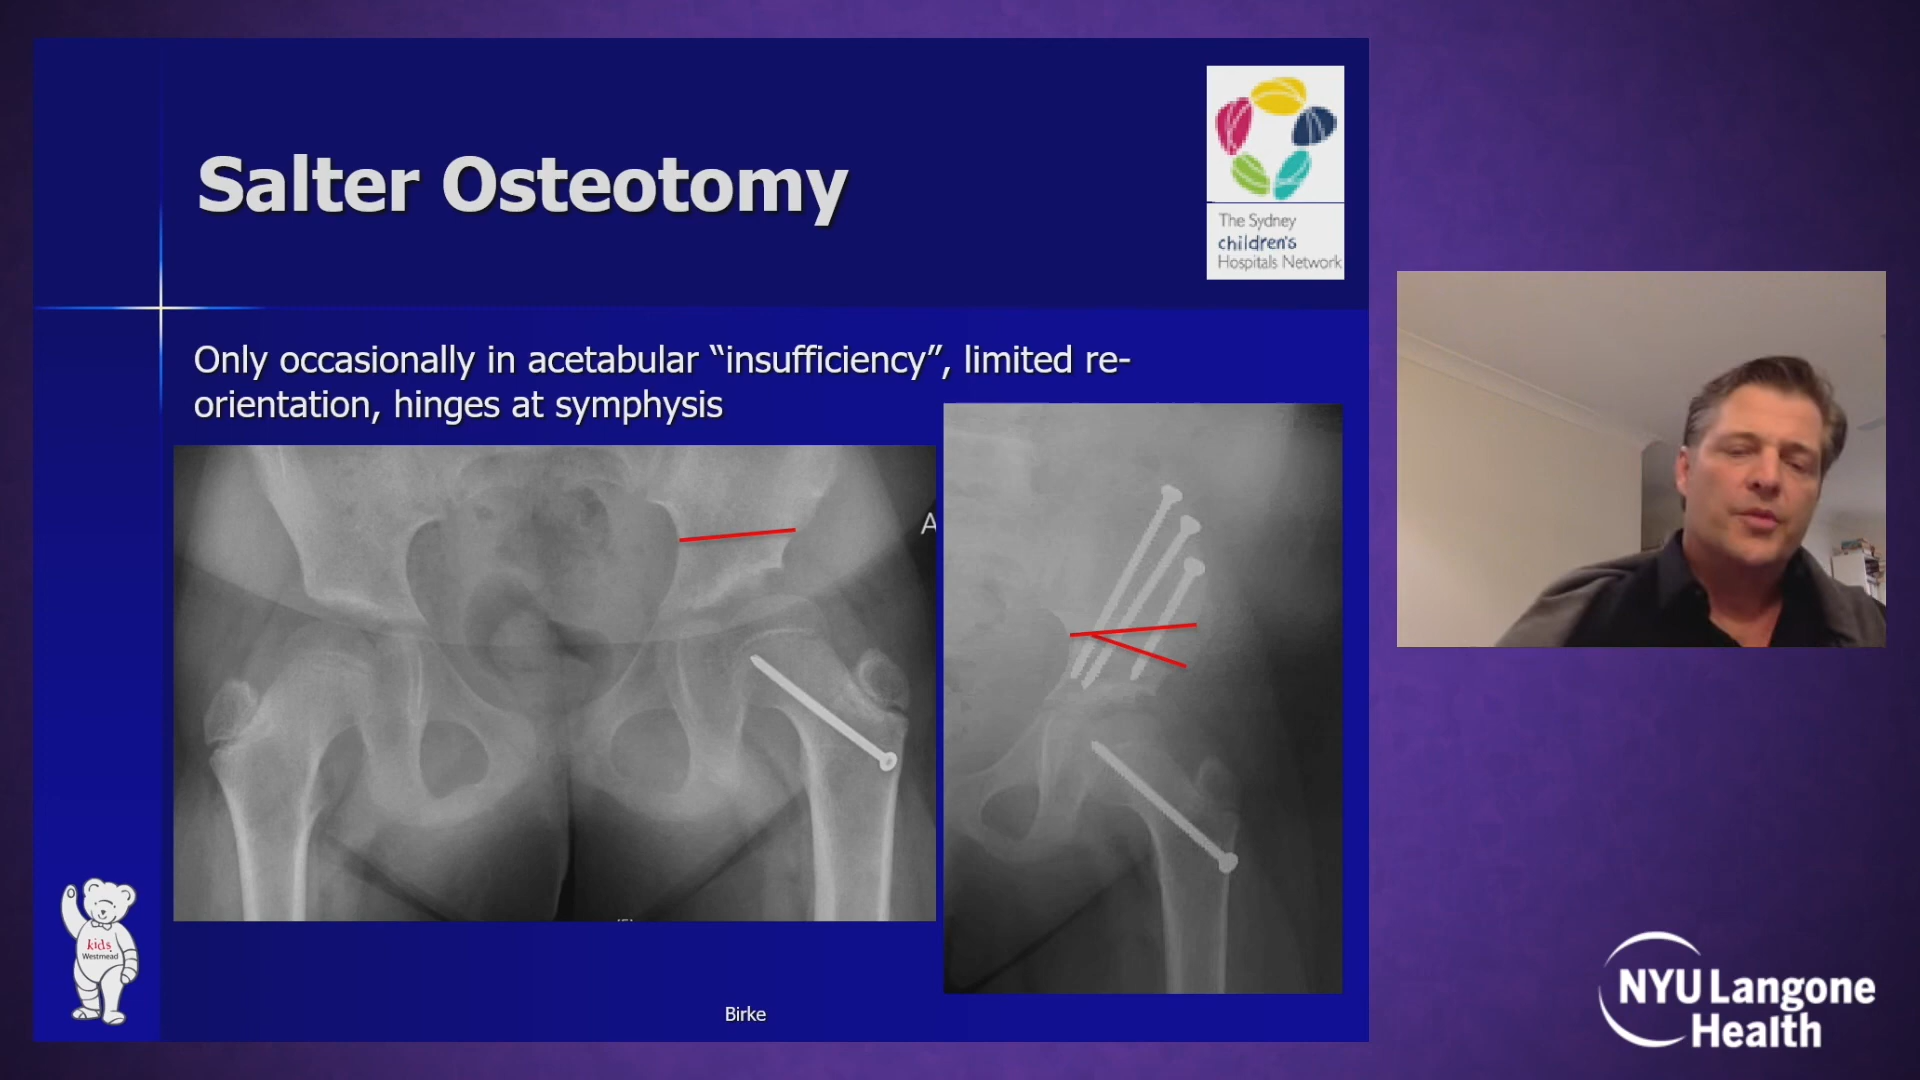 Salter Osteotomy
The Sydney
children's
Hospitals Network
Only occasionally in acetabular “insufficiency”, limited re-
orientation, hinges at symphysis
A
kids
Westmead
Birke
NYU Langone
Health